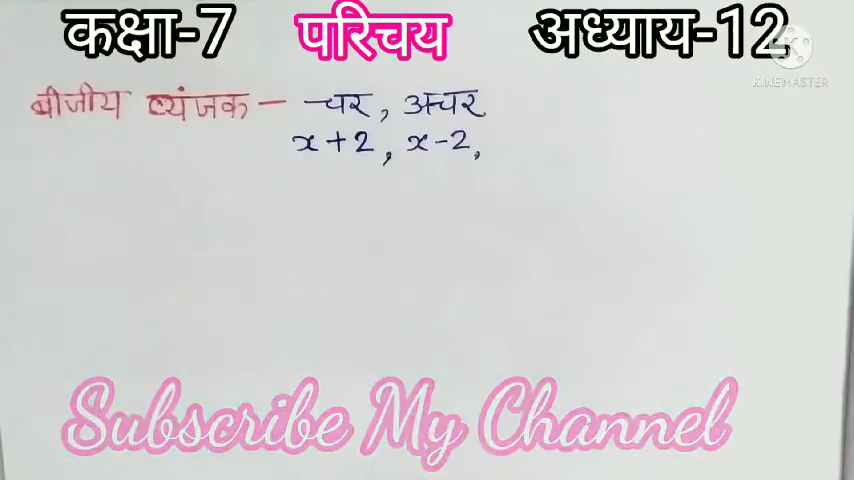 कक्षा-7 परिचय अध्याय-12
KINEMASTER
बीजीय व्यंजक - चर, अचर
x+2, x-2,
Subscribe My Channel